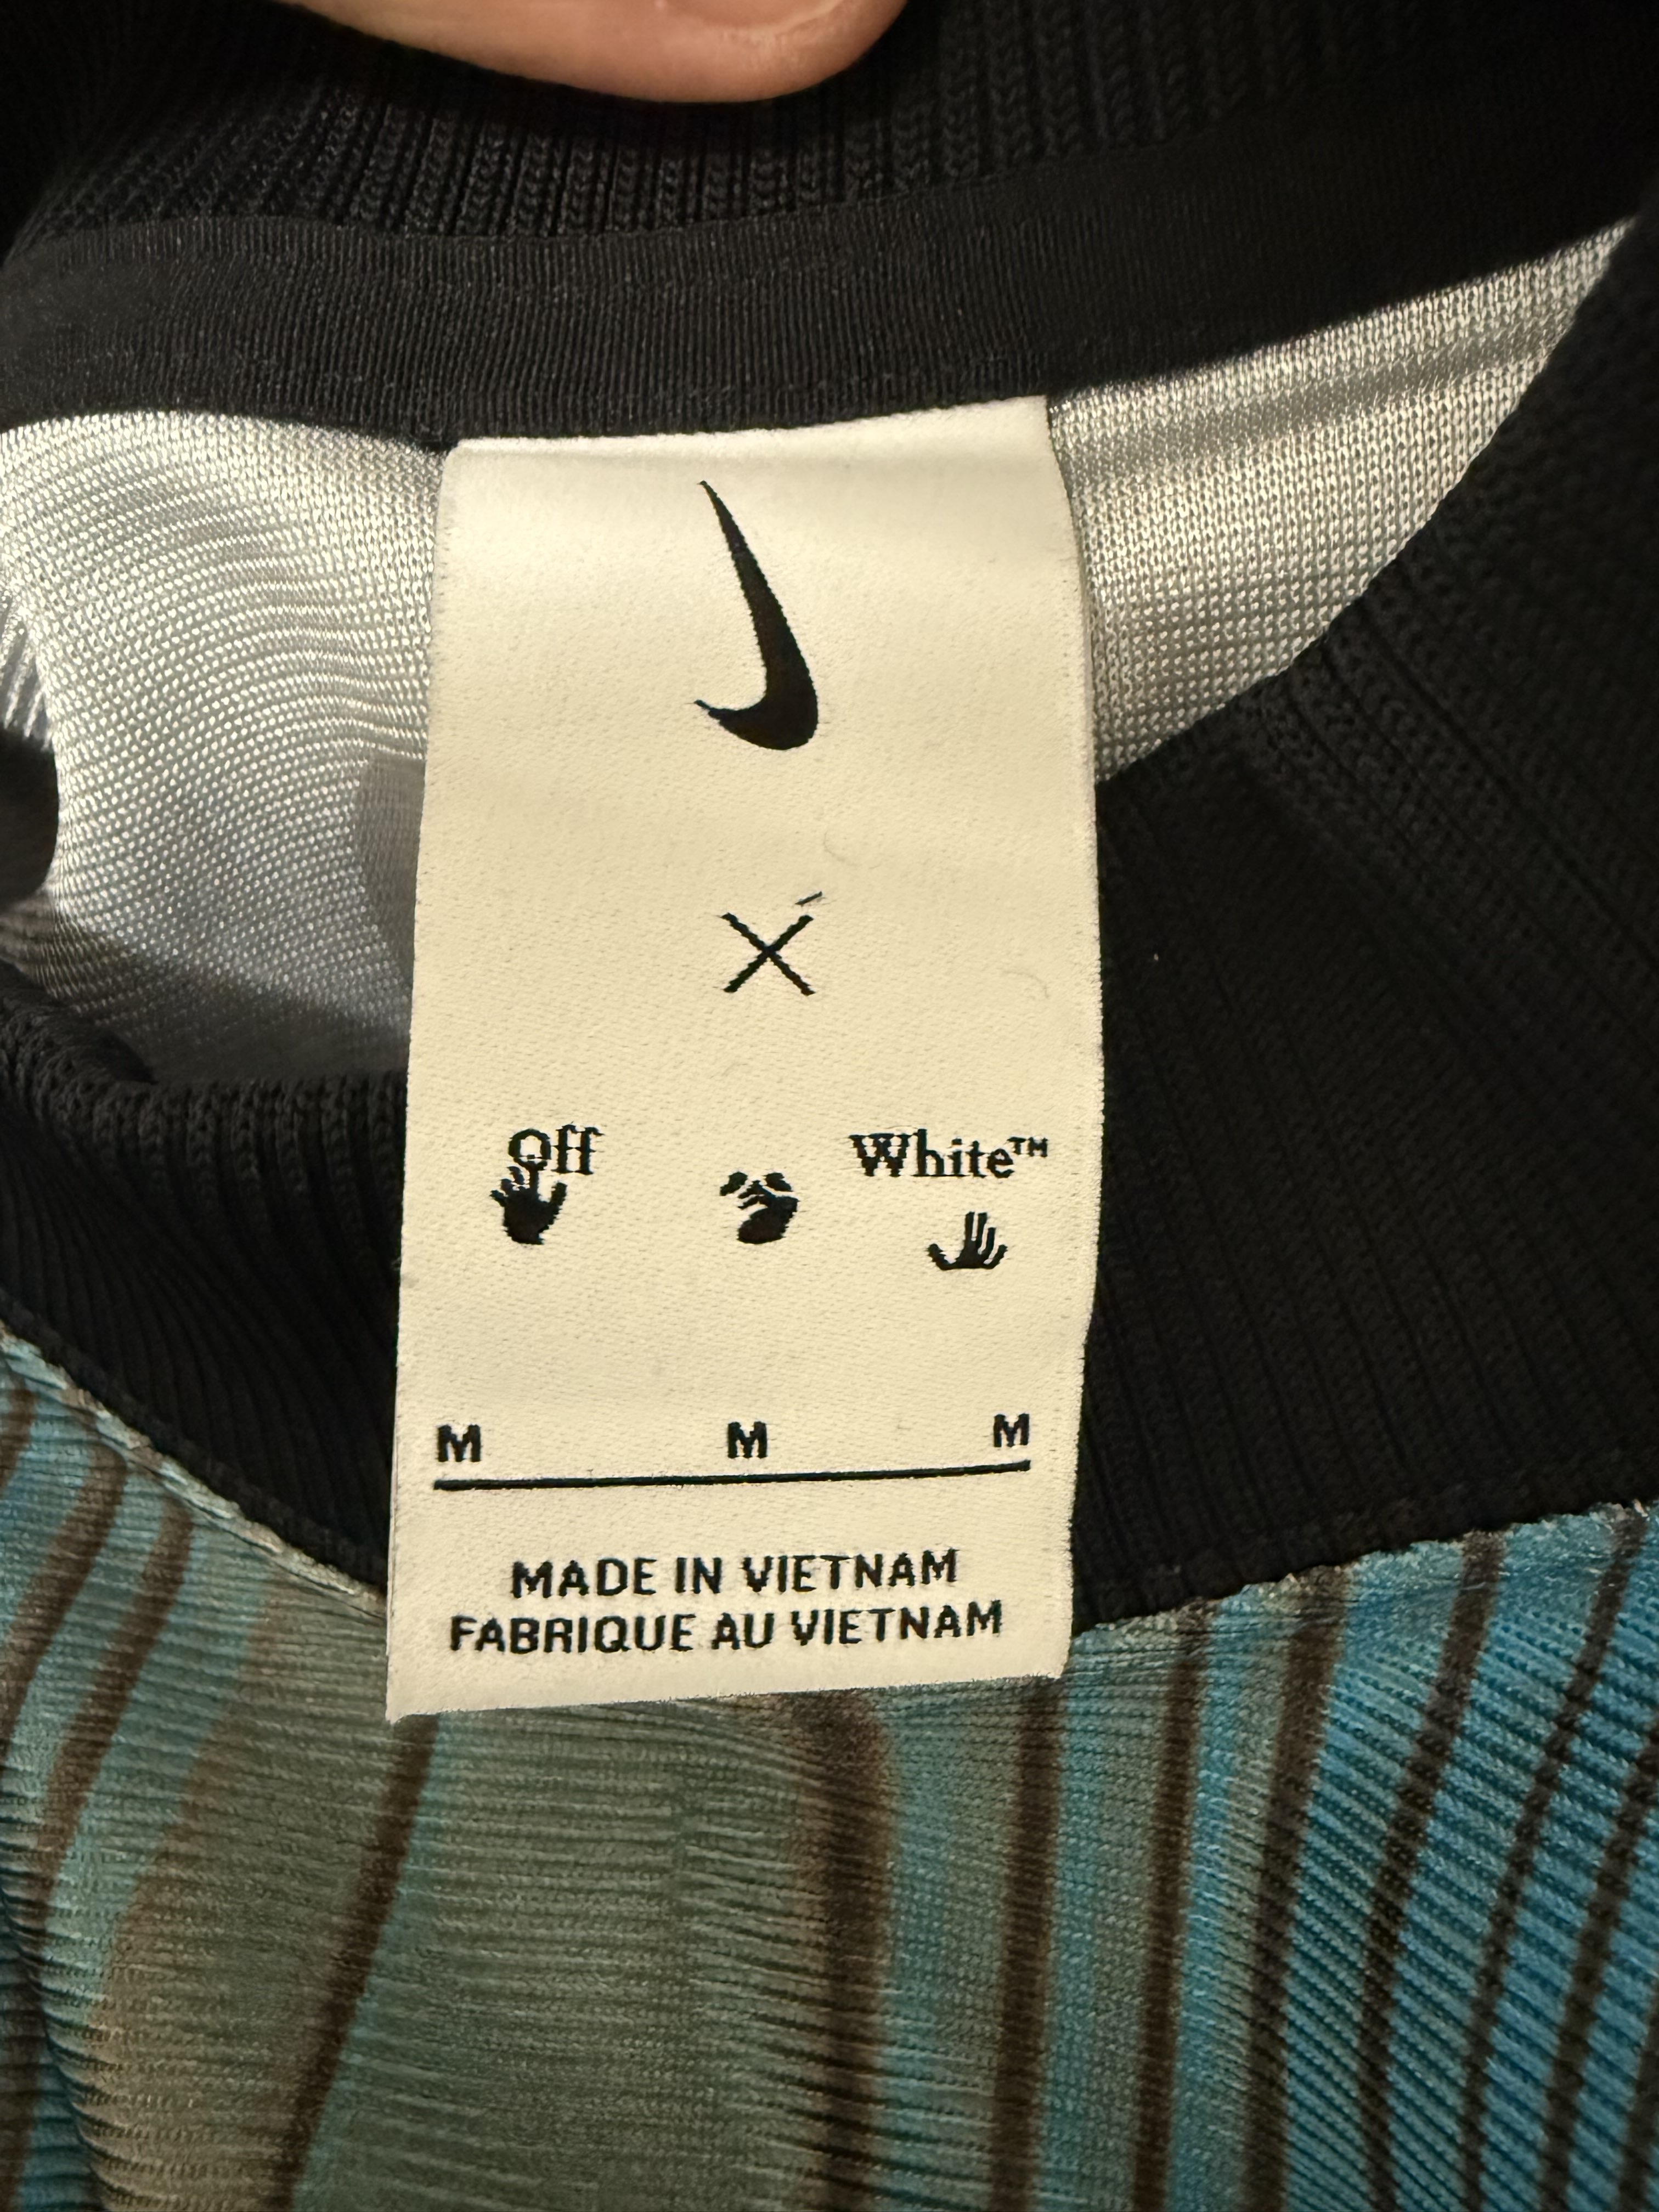 ×
Off White™
M M M
MADE IN VIETNAM
FABRIQUE AU VIETNAM